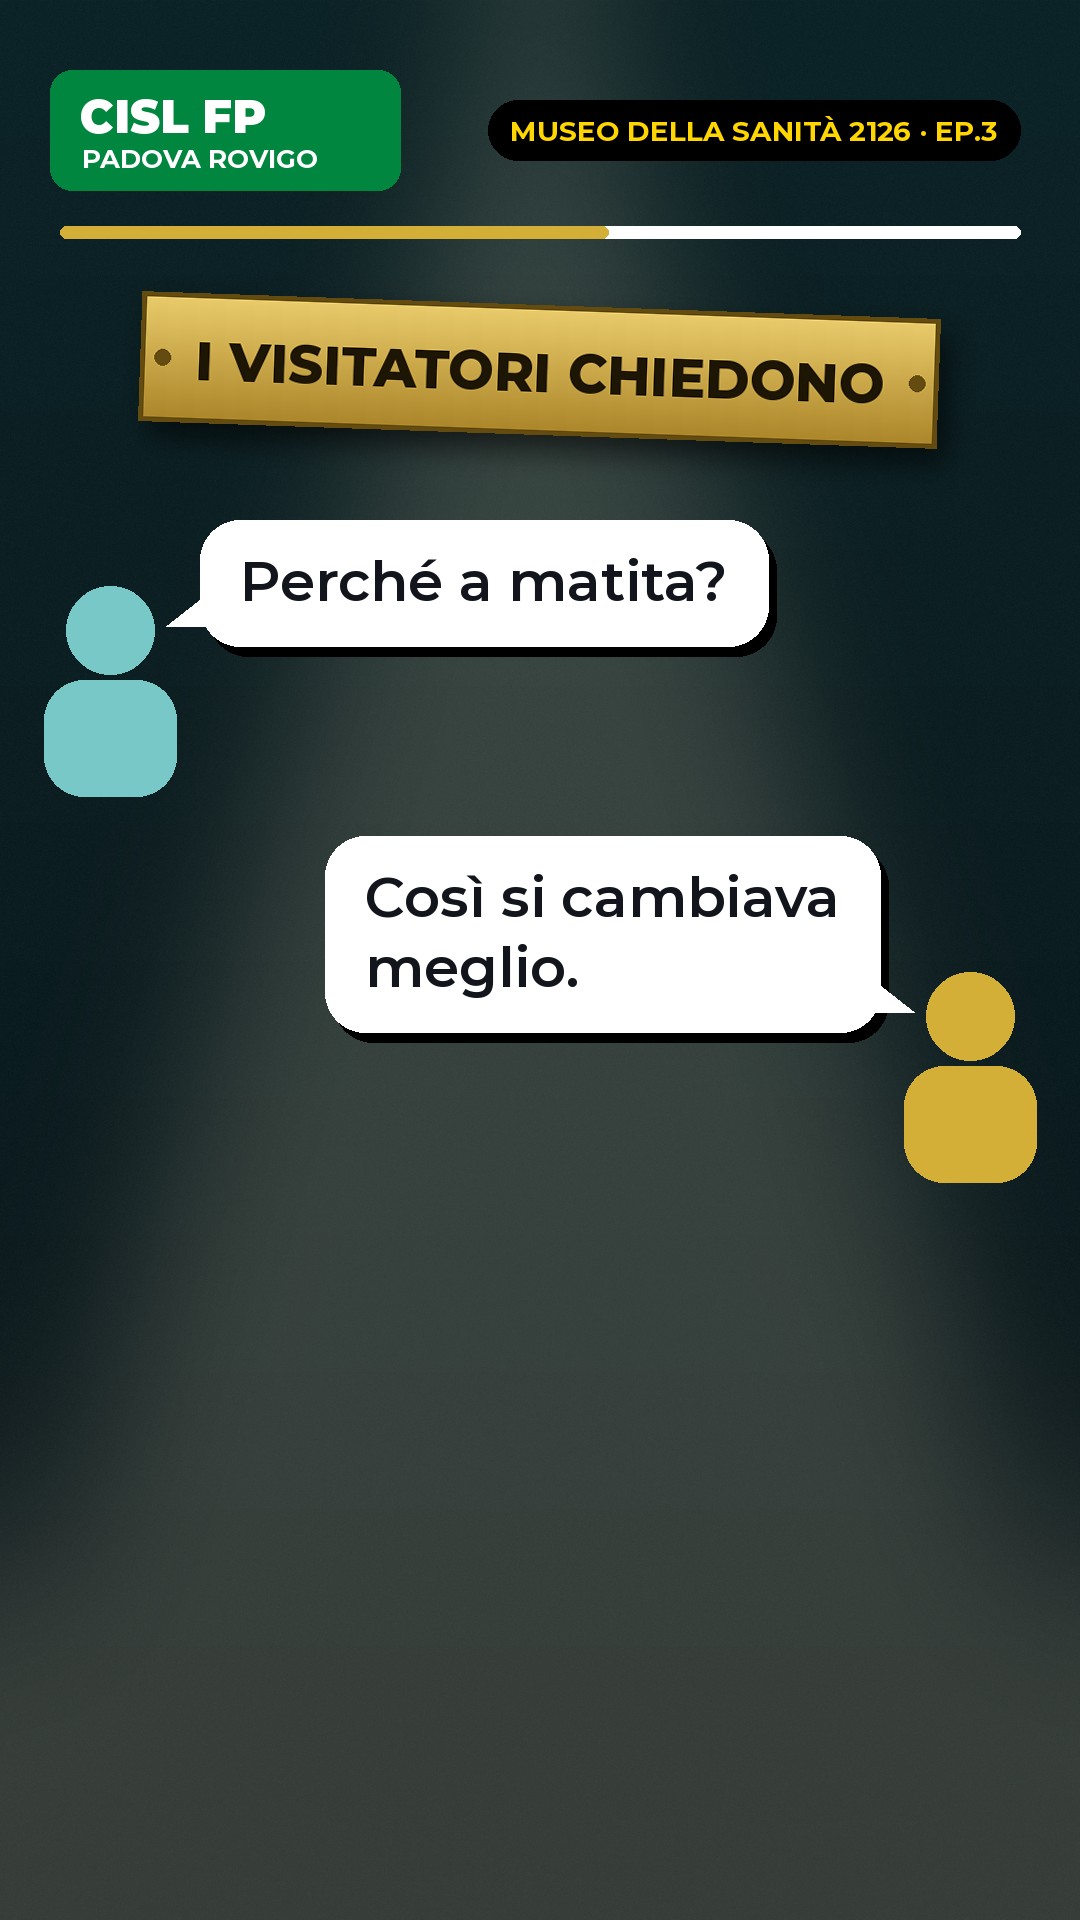 CISL FP
PADOVA ROVIGO
MUSEO DELLA SANITÀ 2126 · EP.3
I VISITATORI CHIEDONO
Perché a matita?
Così si cambiava
meglio.